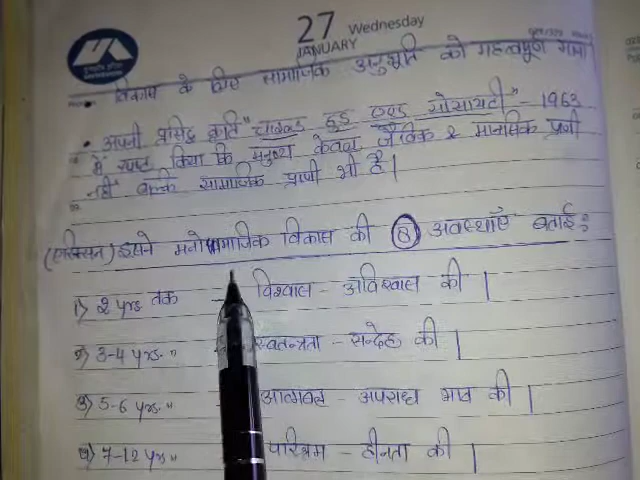 27 Wednesday
JANUARY
विकास के लिए सामाजिक अनुभूति को महत्वपूर्ण माना
• अपनी प्रसिद्ध कृति "चाइल्ड हुड एण्ड सोसायटी" - 1963
में स्पष्ट किया कि मनुष्य केवल जैविक व मानसिक प्राणी
नहीं बल्कि सामाजिक प्राणी भी है।
(एरिक्सन) इसने मनोसामाजिक विकास की 8 अवस्थाएँ बताई:
1) 2 yrs तक - विश्वास - अविश्वास की |
2) 3-4 yrs. " स्वतन्त्रता - सन्देह की |
3) 5-6 yrs. " आत्मबल - अपराध भाव की |
4) 7-12 yrs " परिश्रम - हीनता की |